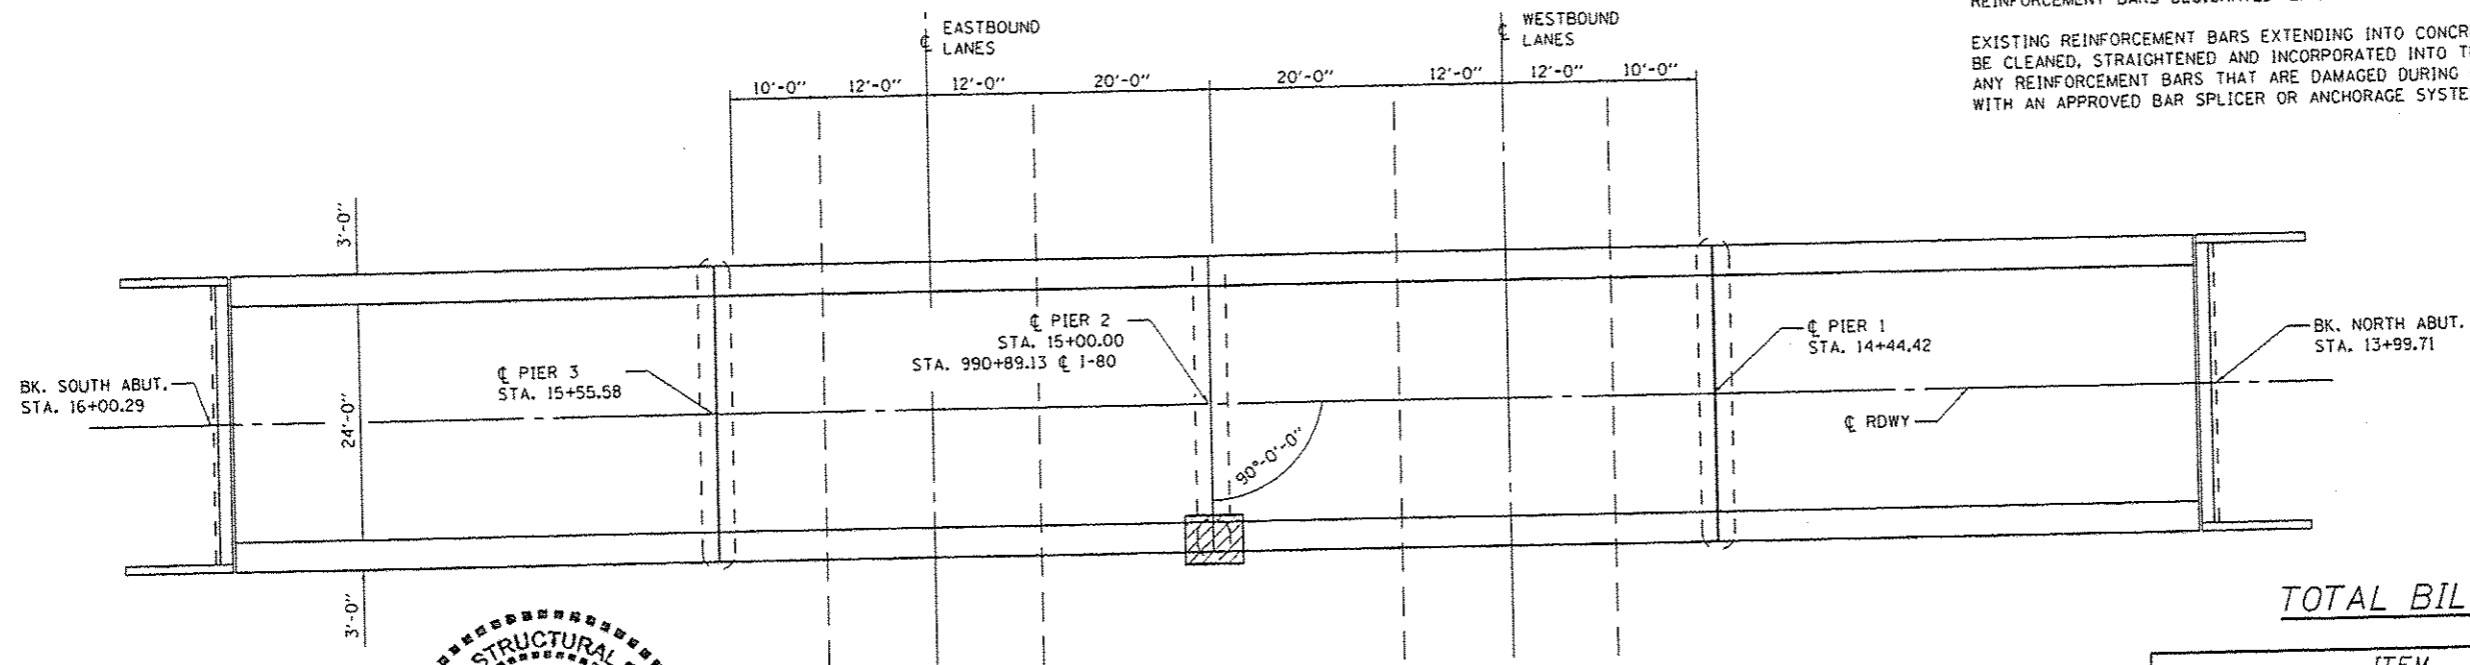 EXISTING REINFORCEMENT BARS EXTENDING INTO
BE CLEANED, STRAIGHTENED AND INCORPORATED INTO
ANY REINFORCEMENT BARS THAT ARE DAMAGED DURING
WITH AN APPROVED BAR SPLICER OR ANCHORAGE
REINFORCEMENT BARS
℄ EASTBOUND
LANES
℄ WESTBOUND
LANES
10'-0" 12'-0" 12'-0" 20'-0" 20'-0" 12'-0" 12'-0" 10'-0"
3'-0"
24'-0"
3'-0"
BK. SOUTH ABUT.
STA. 16+00.29
℄ PIER 3
STA. 15+55.58
℄ PIER 2
STA. 15+00.00
STA. 990+89.13 ℄ I-80
℄ PIER 1
STA. 14+44.42
BK. NORTH ABUT.
STA. 13+99.71
℄ RDWY
90°-0'-0"
STRUCTURAL
TOTAL BIL
ITEM